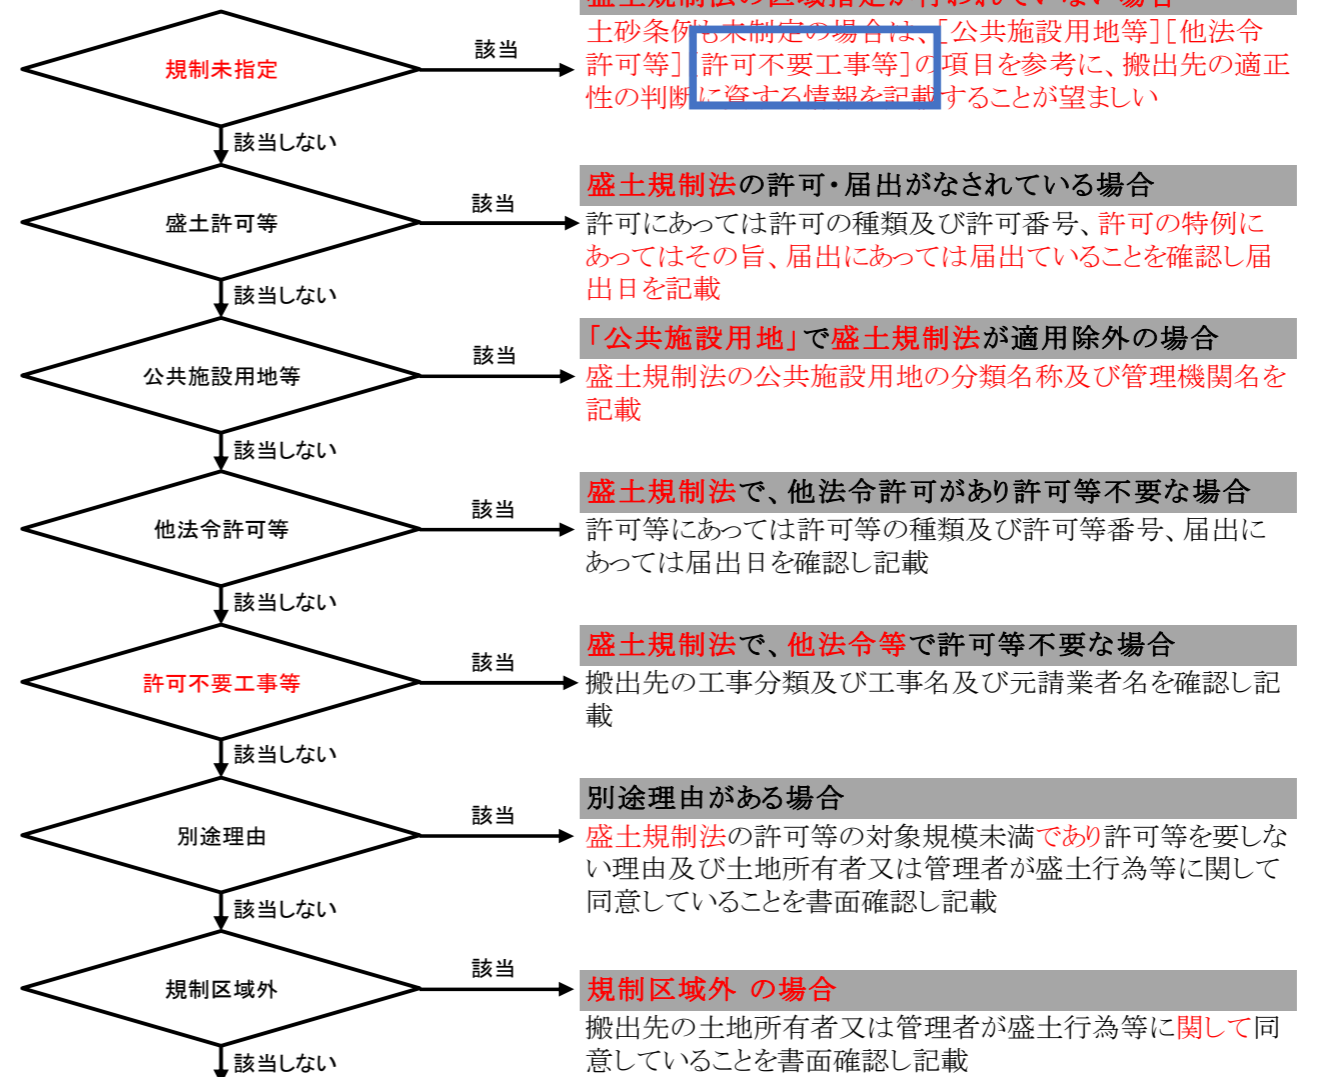 盛土規制法の区域指定が行われていない場合
規制未指定
該当
土砂条例も未制定の場合は、[公共施設用地等][他法令
許可等][許可不要工事等]の項目を参考に、搬出先の適正
性の判断に資する情報を記載することが望ましい
該当しない
盛土許可等
該当
盛土規制法の許可・届出がなされている場合
許可にあっては許可の種類及び許可番号、許可の特例に
あってはその旨、届出にあっては届出ていることを確認し届
出日を記載
該当しない
公共施設用地等
該当
「公共施設用地」で盛土規制法が適用除外の場合
盛土規制法の公共施設用地の分類名称及び管理機関名を
記載
該当しない
他法令許可等
該当
盛土規制法で、他法令許可があり許可等不要な場合
許可等にあっては許可等の種類及び許可等番号、届出に
あっては届出日を確認し記載
該当しない
許可不要工事等
該当
盛土規制法で、他法令等で許可等不要な場合
搬出先の工事分類及び工事名及び元請業者名を確認し記
載
該当しない
別途理由
該当
別途理由がある場合
盛土規制法の許可等の対象規模未満であり許可等を要しな
い理由及び土地所有者又は管理者が盛土行為等に関して
同意していることを書面確認し記載
該当しない
規制区域外
該当
規制区域外 の場合
搬出先の土地所有者又は管理者が盛土行為等に関して同
意していることを書面確認し記載
該当しない